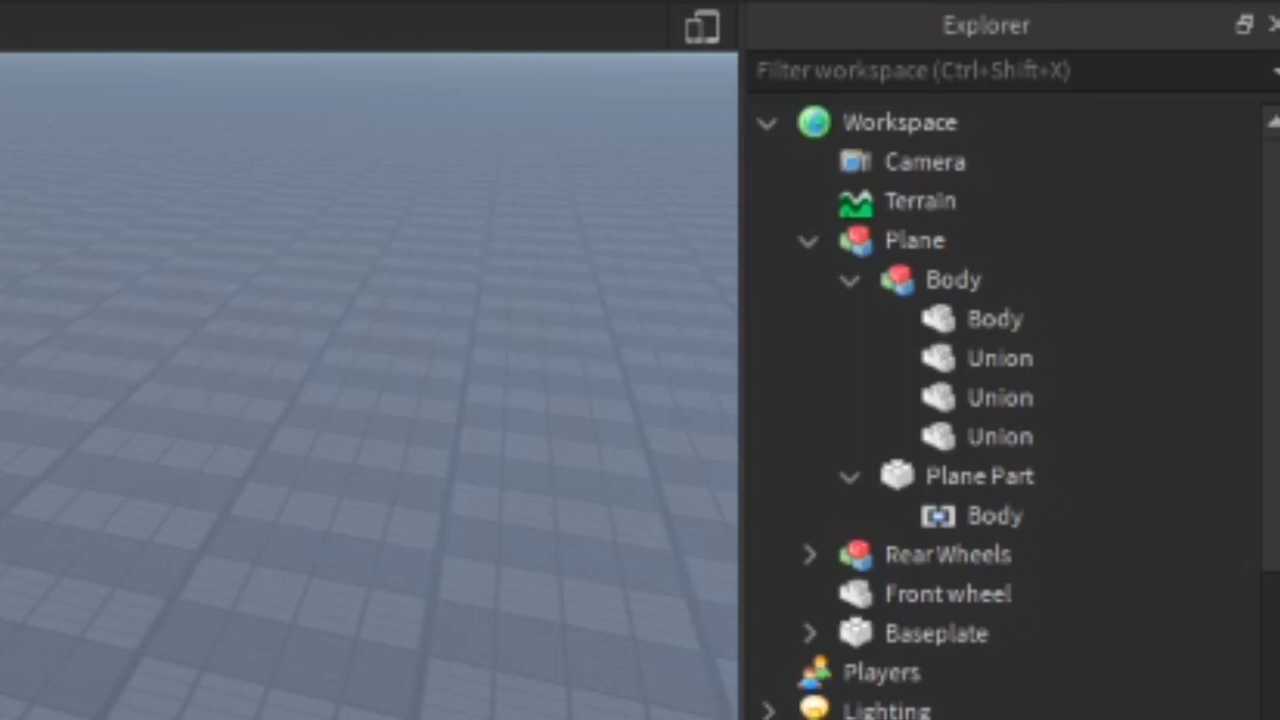 Explorer
Filter workspace (Ctrl+Shift+X)
Workspace
Camera
Terrain
Plane
Body
Body
Union
Union
Union
Plane Part
Body
Rear Wheels
Front wheel
Baseplate
Players
Lighting